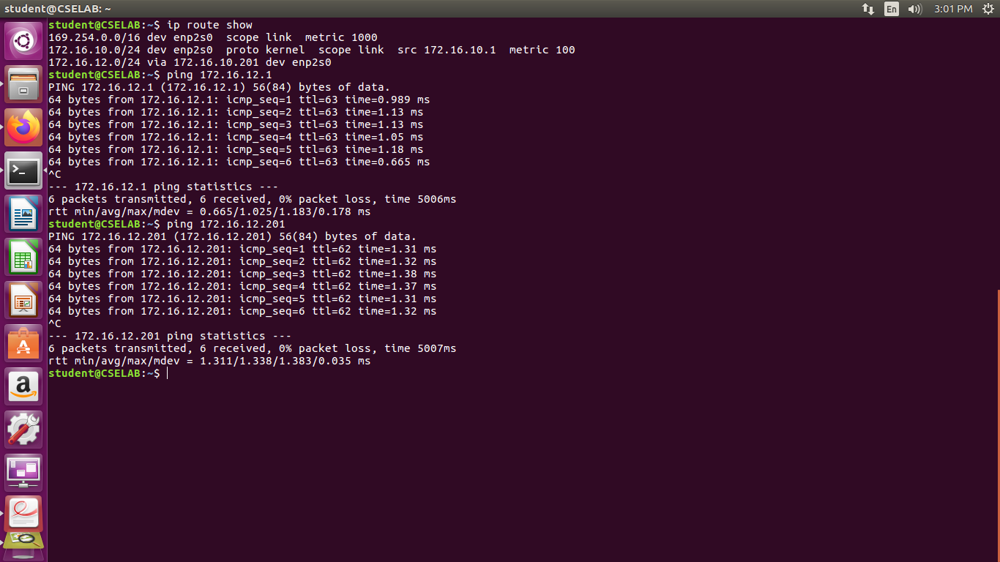 student@CSELAB: ~
En
3:01 PM
student@CSELAB:~$ ip route show
169.254.0.0/16 dev enp2s0  scope link  metric 1000
172.16.10.0/24 dev enp2s0  proto kernel  scope link  src 172.16.10.1  metric 100
172.16.12.0/24 via 172.16.10.201 dev enp2s0
student@CSELAB:~$ ping 172.16.12.1
PING 172.16.12.1 (172.16.12.1) 56(84) bytes of data.
64 bytes from 172.16.12.1: icmp_seq=1 ttl=63 time=0.989 ms
64 bytes from 172.16.12.1: icmp_seq=2 ttl=63 time=1.13 ms
64 bytes from 172.16.12.1: icmp_seq=3 ttl=63 time=1.13 ms
64 bytes from 172.16.12.1: icmp_seq=4 ttl=63 time=1.05 ms
64 bytes from 172.16.12.1: icmp_seq=5 ttl=63 time=1.18 ms
64 bytes from 172.16.12.1: icmp_seq=6 ttl=63 time=0.665 ms
^C
--- 172.16.12.1 ping statistics ---
6 packets transmitted, 6 received, 0% packet loss, time 5006ms
rtt min/avg/max/mdev = 0.665/1.025/1.183/0.178 ms
student@CSELAB:~$ ping 172.16.12.201
PING 172.16.12.201 (172.16.12.201) 56(84) bytes of data.
64 bytes from 172.16.12.201: icmp_seq=1 ttl=62 time=1.31 ms
64 bytes from 172.16.12.201: icmp_seq=2 ttl=62 time=1.32 ms
64 bytes from 172.16.12.201: icmp_seq=3 ttl=62 time=1.38 ms
64 bytes from 172.16.12.201: icmp_seq=4 ttl=62 time=1.37 ms
64 bytes from 172.16.12.201: icmp_seq=5 ttl=62 time=1.31 ms
64 bytes from 172.16.12.201: icmp_seq=6 ttl=62 time=1.32 ms
^C
--- 172.16.12.201 ping statistics ---
6 packets transmitted, 6 received, 0% packet loss, time 5007ms
rtt min/avg/max/mdev = 1.311/1.338/1.383/0.035 ms
student@CSELAB:~$